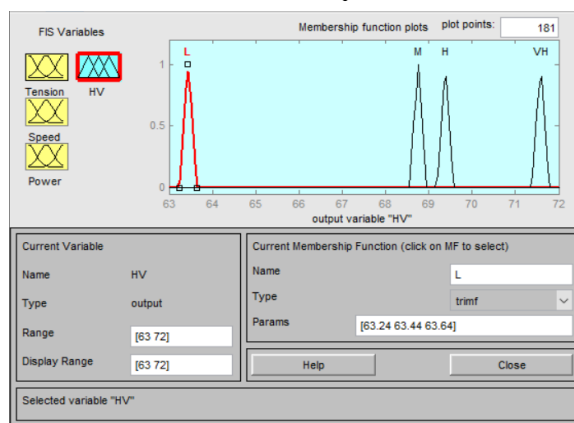 FIS Variables
Membership function plots
plot points:
181
L
M
H
VH
Tension
HV
Speed
Power
1
0.5
0
63
64
65
66
67
68
69
70
71
72
output variable "HV"
Current Variable
Name
HV
Type
output
Range
[63 72]
Display Range
[63 72]
Current Membership Function (click on MF to select)
Name
L
Type
trimf
Params
[63.24 63.44 63.64]
Help
Close
Selected variable "HV"